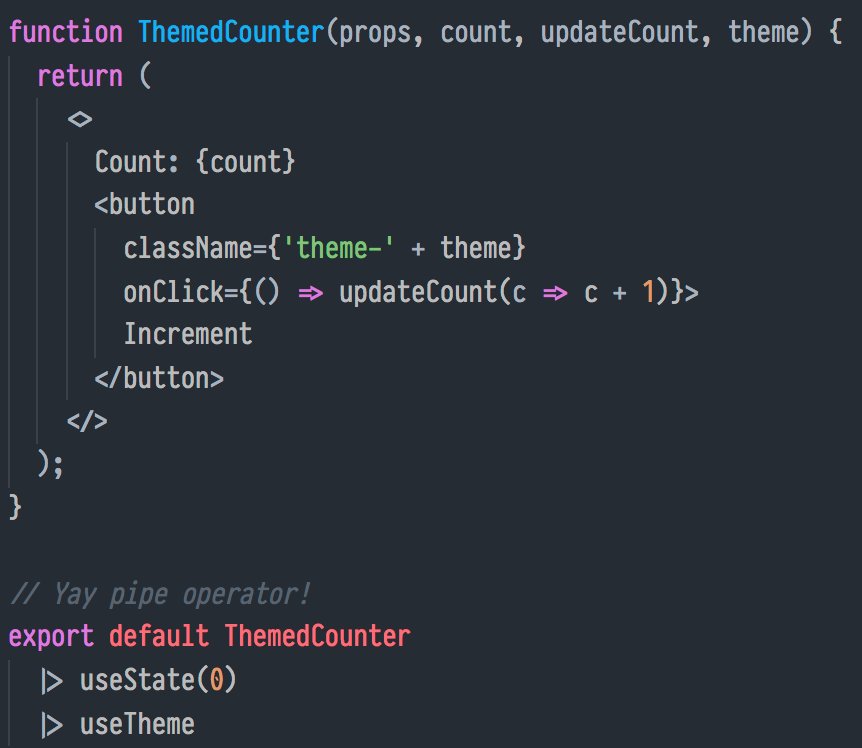 function ThemedCounter(props, count, updateCount, theme) {
  return (
    <>
      Count: {count}
      <button
        className={'theme-' + theme}
        onClick={() => updateCount(c => c + 1)}>
        Increment
      </button>
    </>
  );
}

// Yay pipe operator!
export default ThemedCounter
  |> useState(0)
  |> useTheme